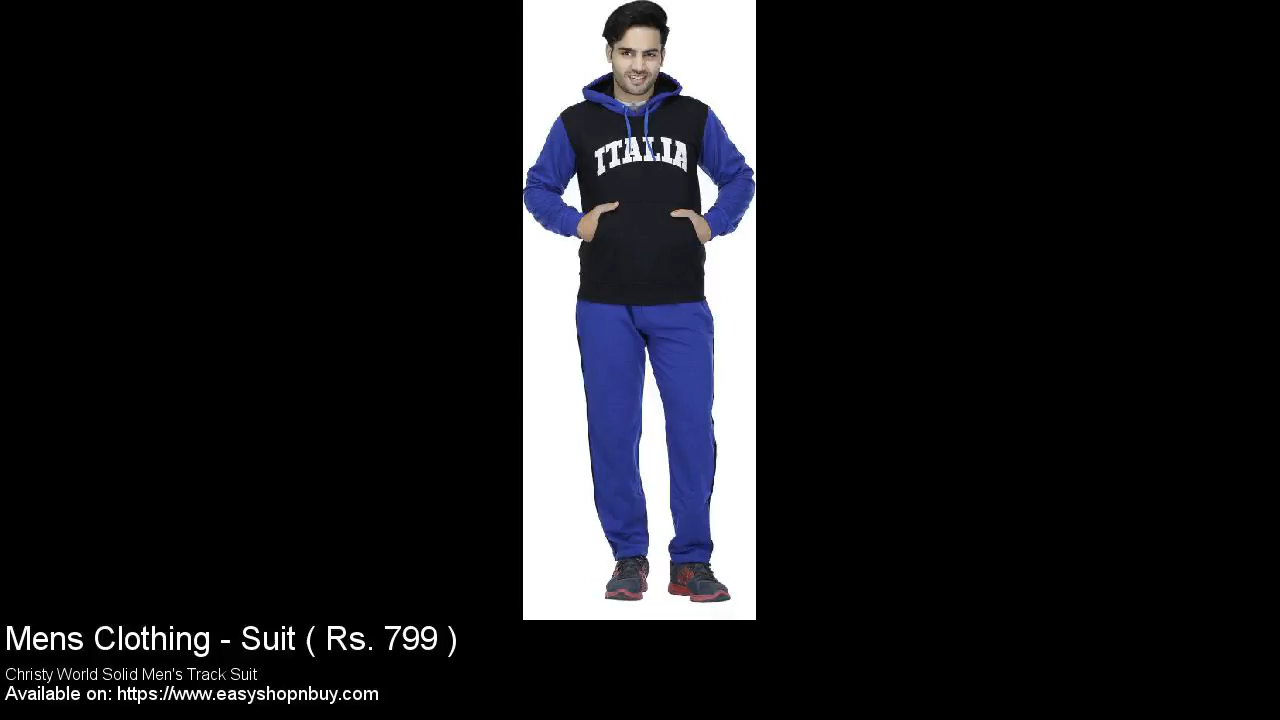 ITALIA
Mens Clothing - Suit ( Rs. 799 )
Christy World Solid Men's Track Suit
Available on: https://www.easyshopnbuy.com